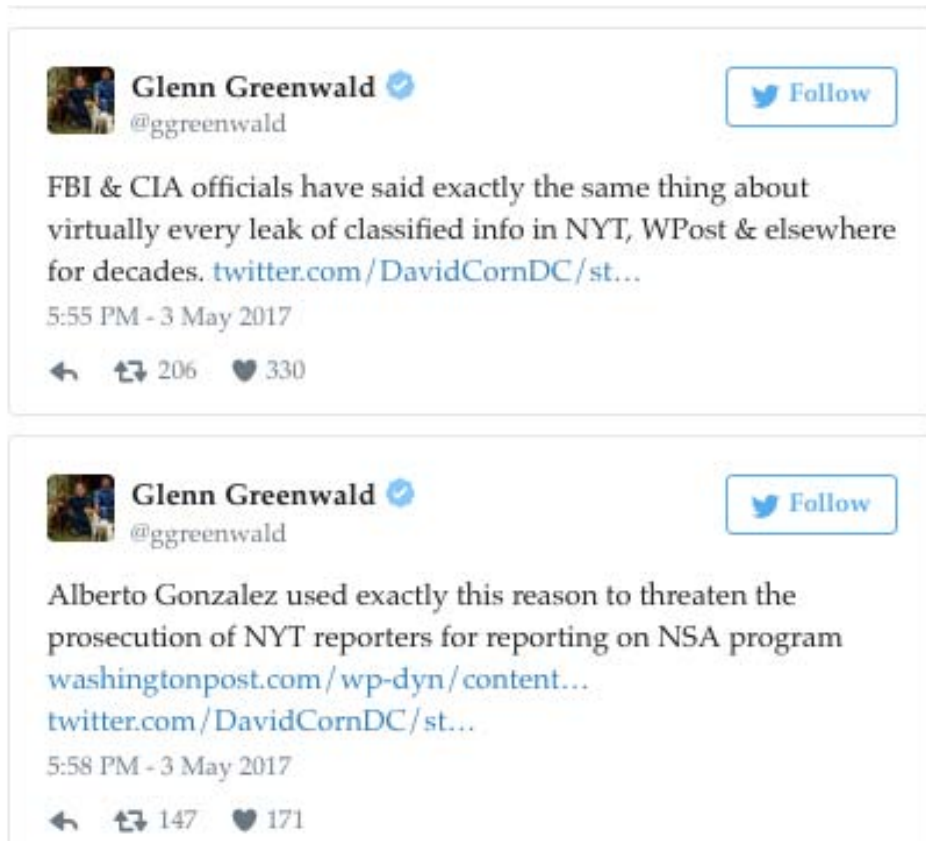 Glenn Greenwald
Follow
@ggreenwald
FBI & CIA officials have said exactly the same thing about
virtually every leak of classified info in NYT, WPost & elsewhere
for decades. twitter.com/DavidCornDC/st...
5:55 PM - 3 May 2017
206 330
Glenn Greenwald
Follow
@ggreenwald
Alberto Gonzalez used exactly this reason to threaten the
prosecution of NYT reporters for reporting on NSA program
washingtonpost.com/wp-dyn/content...
twitter.com/DavidCornDC/st...
5:58 PM - 3 May 2017
147 171